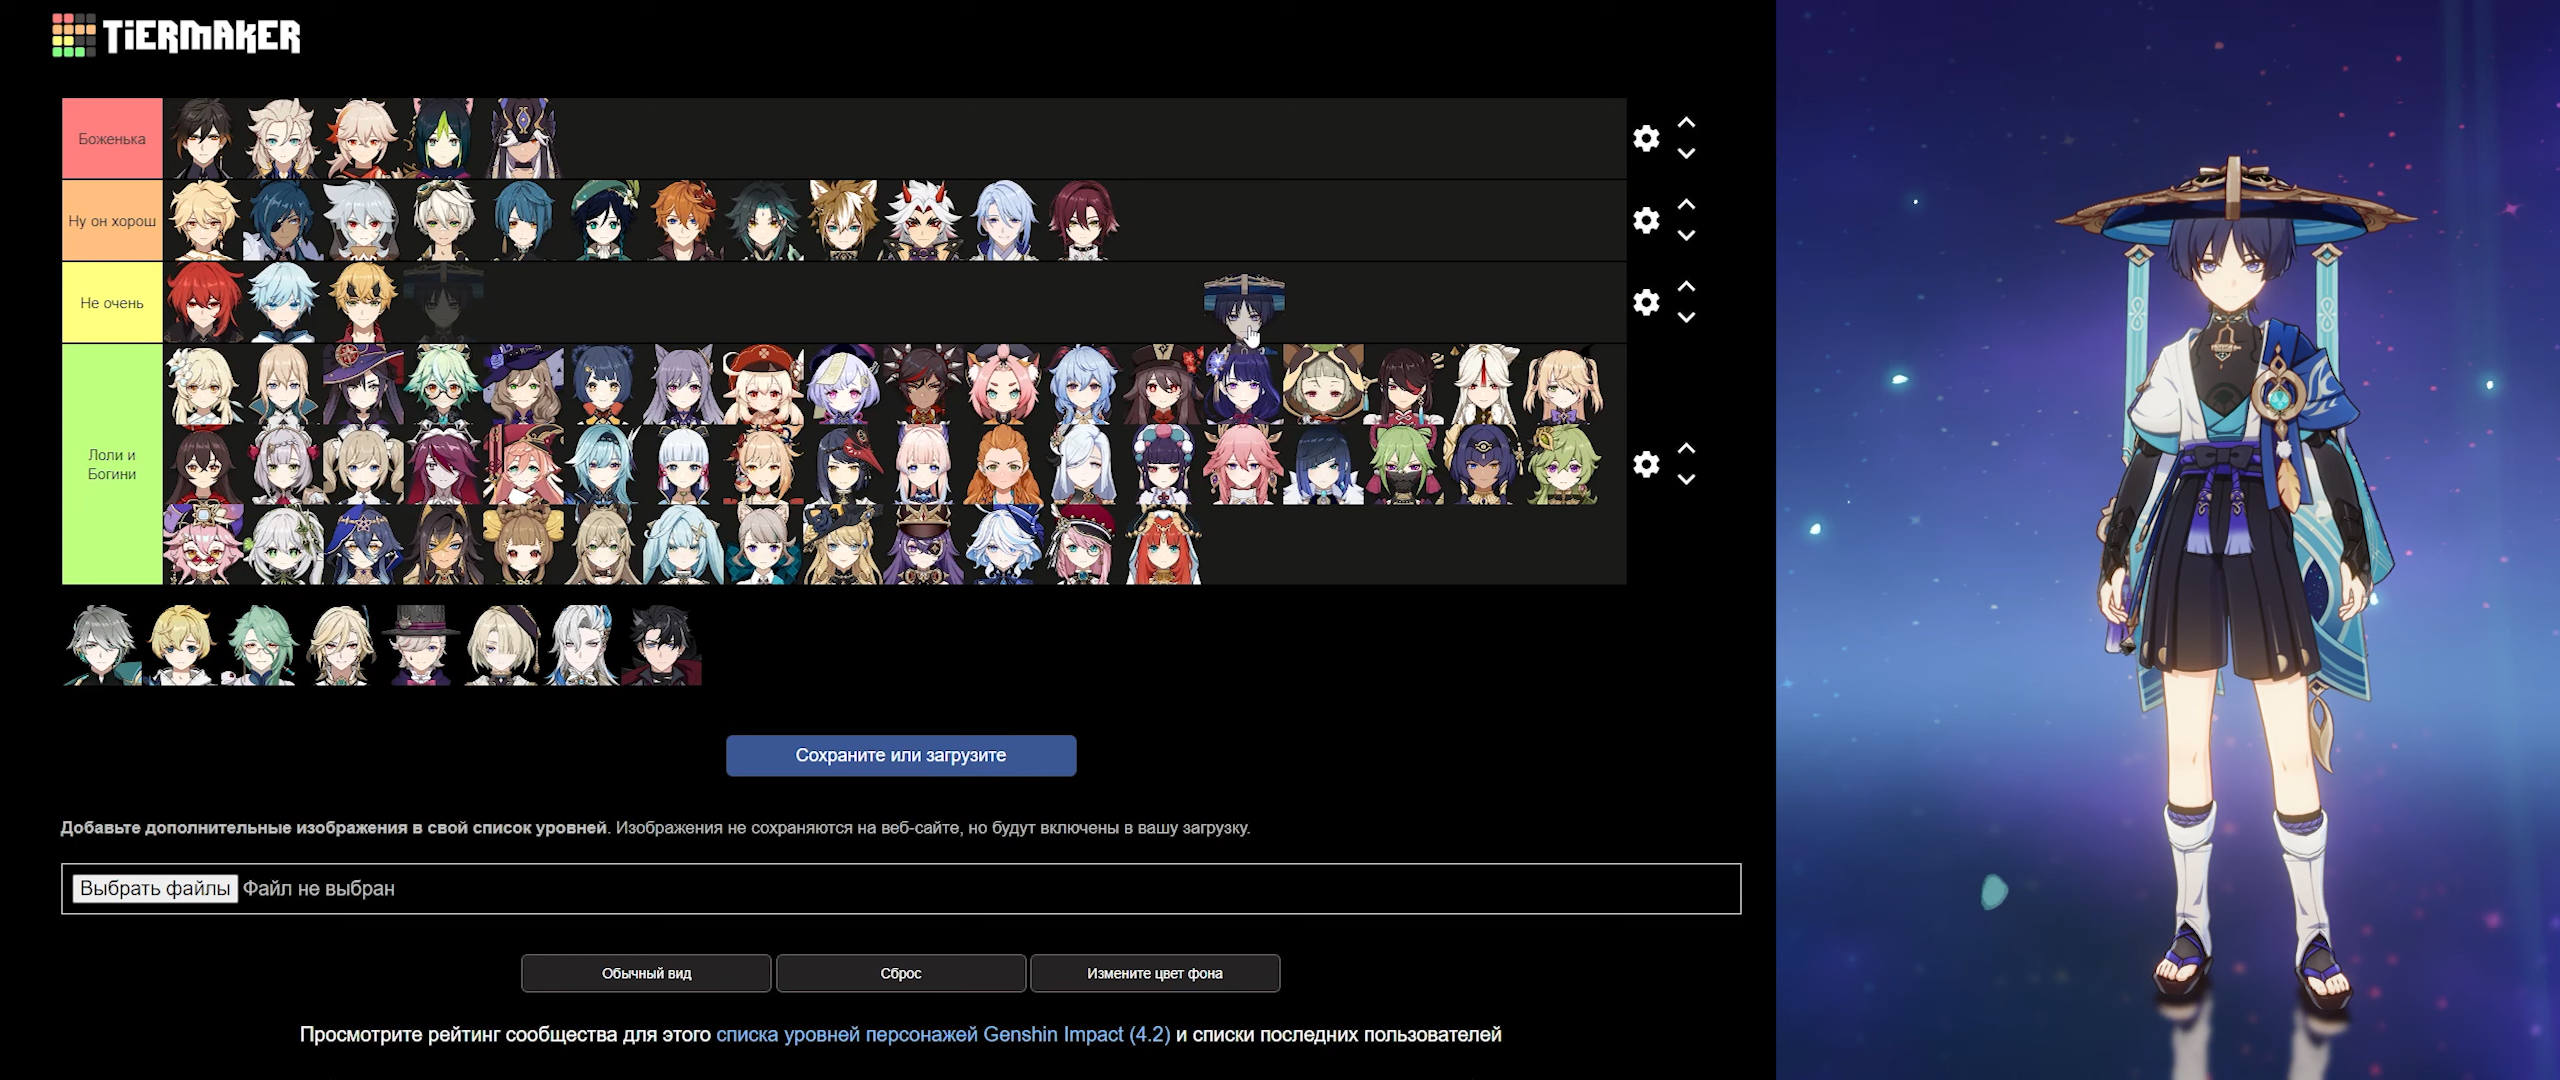 TiERMAKER
Боженька
Ну он хорош
Не очень
Лоли и
Богини
Сохраните или загрузите
Добавьте дополнительные изображения в свой список уровней. Изображения не сохраняются на веб-сайте, но будут включены в вашу загрузку.
Выбрать файлы Файл не выбран
Обычный вид
Сброс
Измените цвет фона
Просмотрите рейтинг сообщества для этого списка уровней персонажей Genshin Impact (4.2) и списки последних пользователей